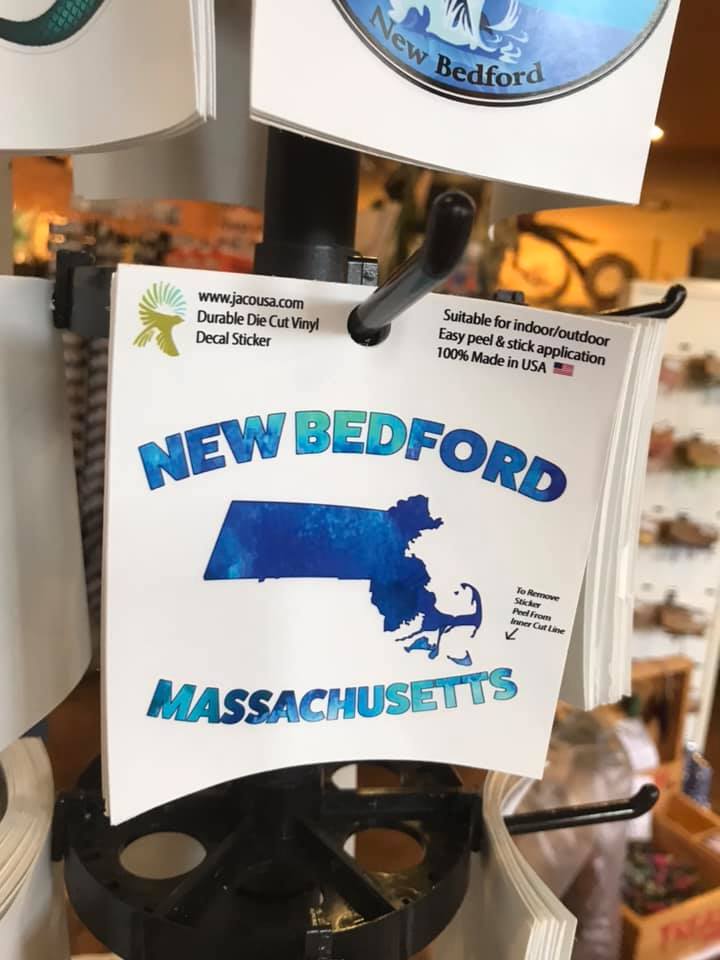 New Bedford
www.jacousa.com
Durable Die Cut Vinyl
Decal Sticker
Suitable for indoor/outdoor
Easy peel & stick application
100% Made in USA
NEW BEDFORD
To Remove
Sticker
Peel From
Inner Cut Line
MASSACHUSETTS